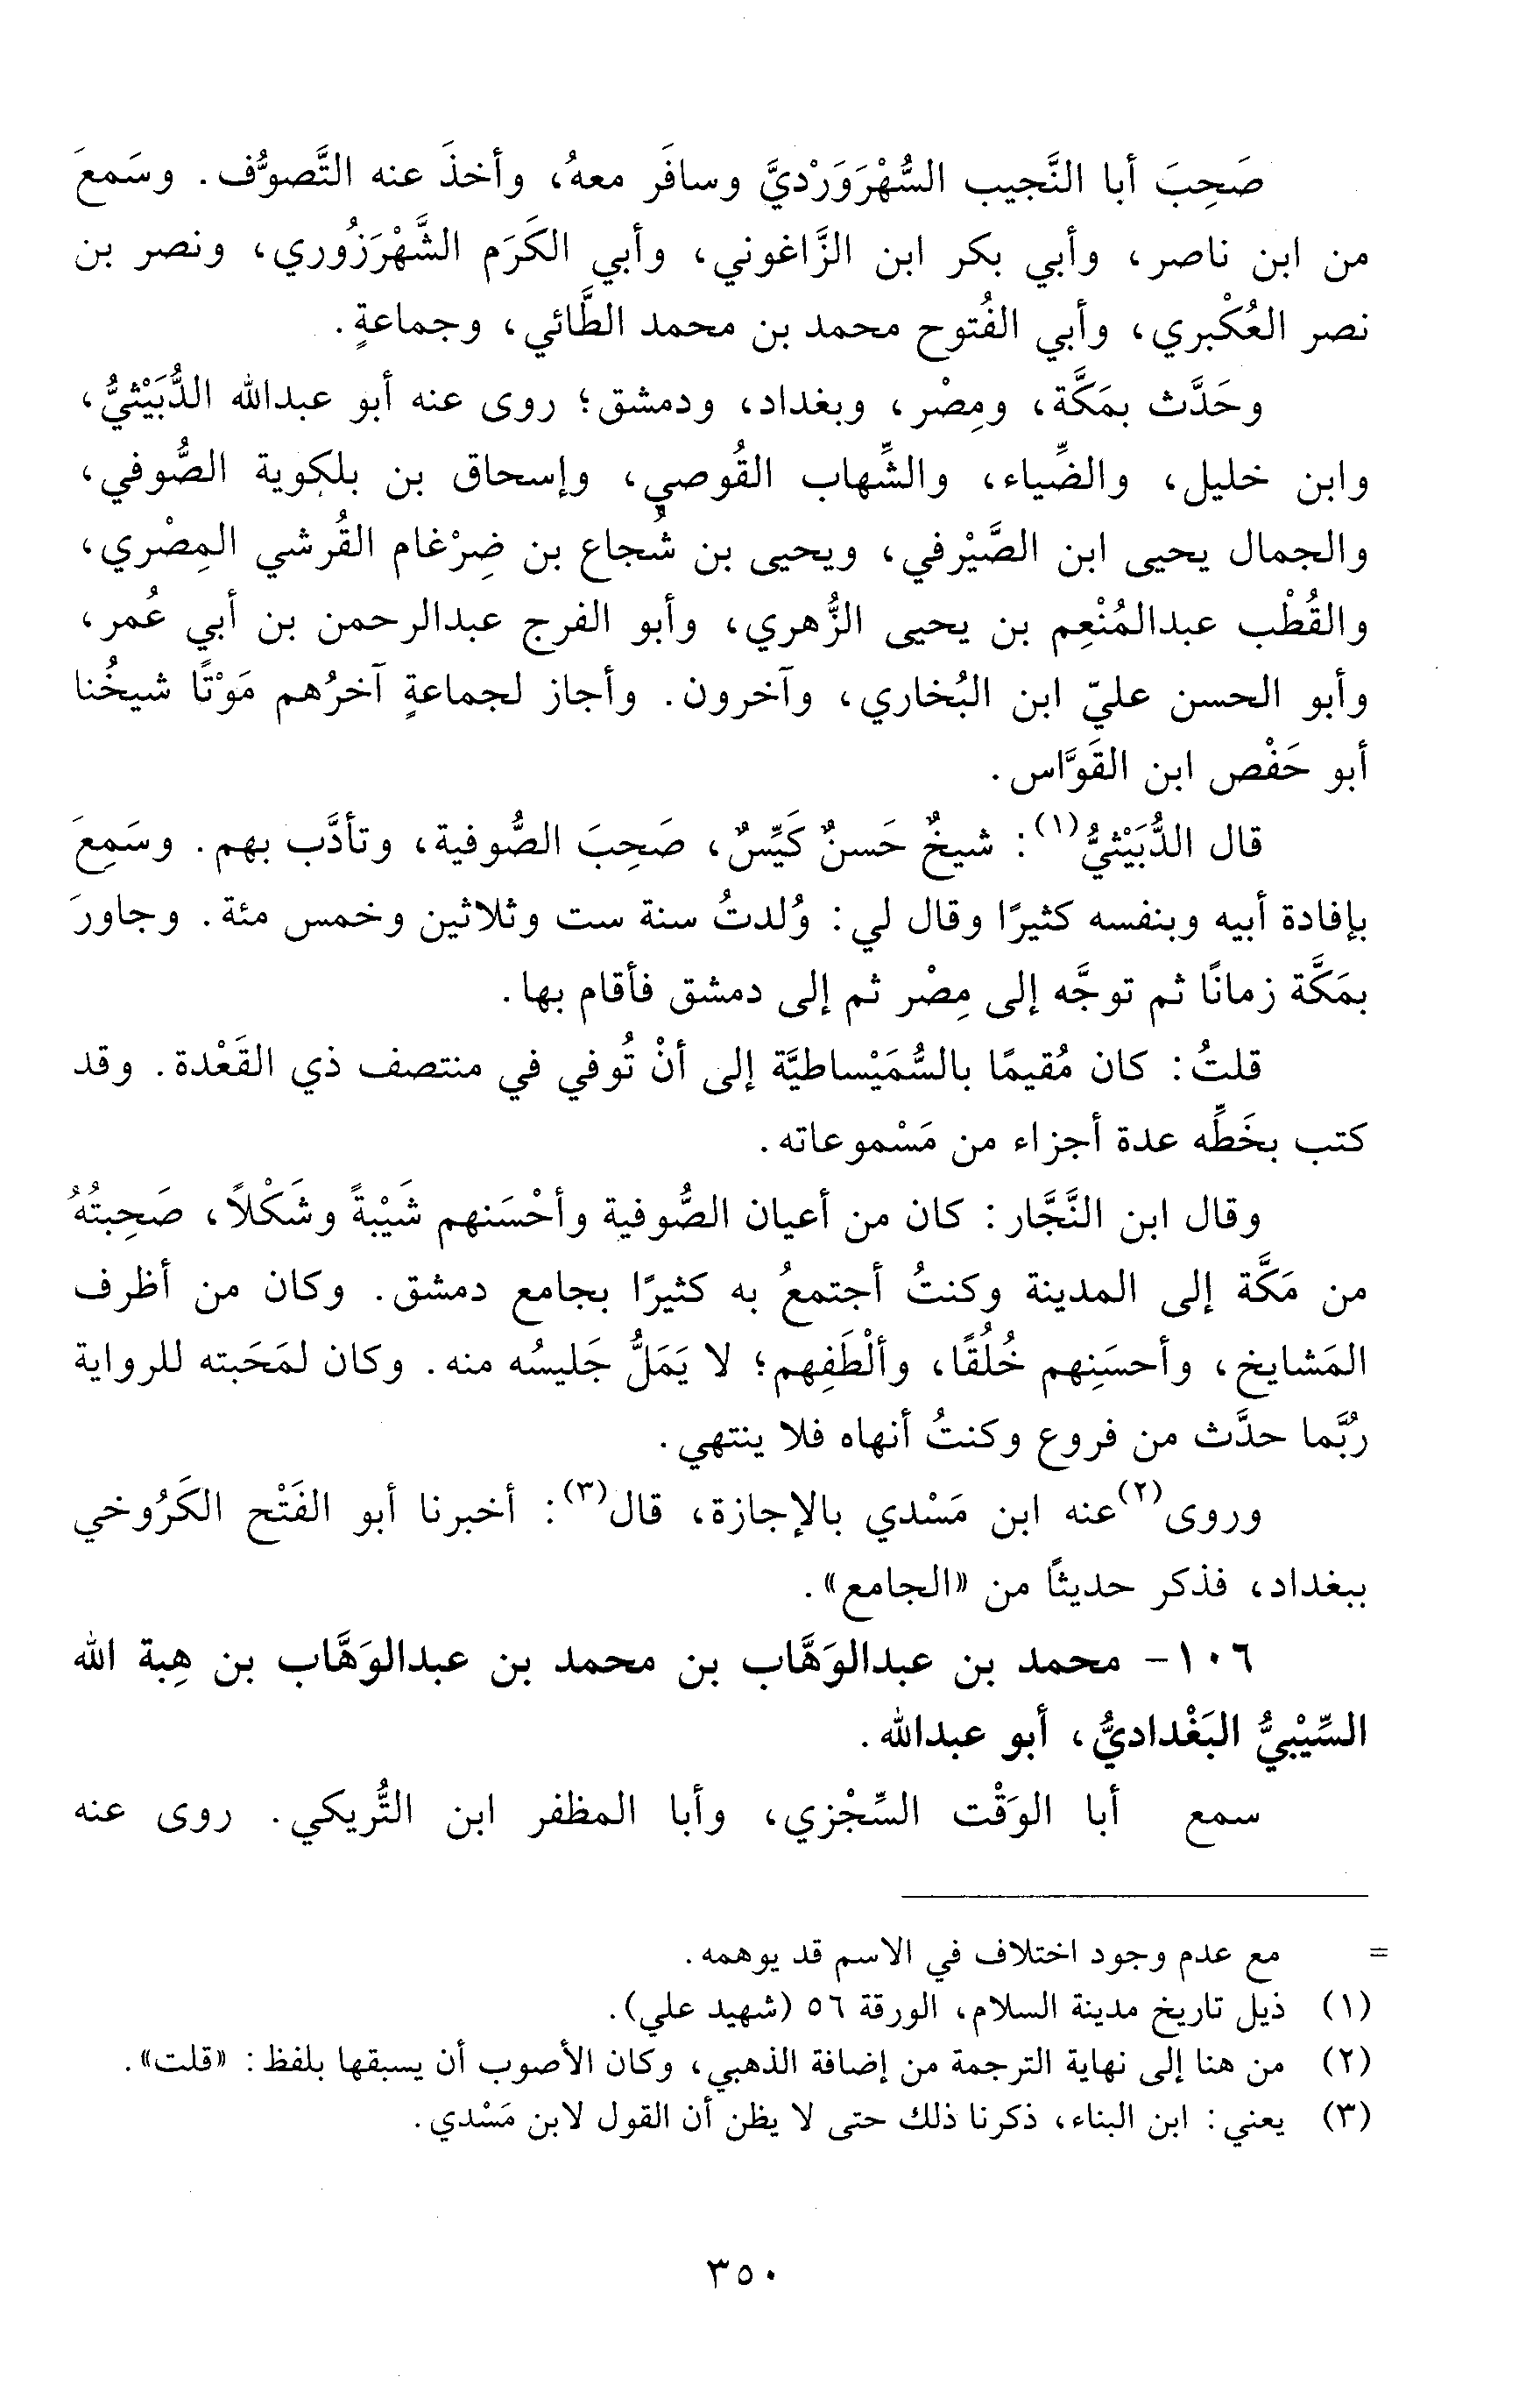 صَحِبَ أبا النَّجيب السُّهْرَوَرْديَّ وسافَر معهُ، وأخذَ عنه التَّصوُّف. وسَمعَ
من ابن ناصر، وأبي بكر ابن الزَّاغوني، وأبي الكَرَم الشَّهْرَزُوري، ونصر بن
نصر العُكْبري، وأبي الفُتوح محمد بن محمد الطَّائي، وجماعةٍ.
وحَدَّث بمَكَّة، ومِصْر، وبغداد، ودمشق؛ روى عنه أبو عبدالله الدُّبَيْثيُّ،
وابن خليل، والضِّياء، والشِّهاب القُوصي، وإسحاق بن بلكوية الصُّوفي،
والجمال يحيى ابن الصَّيْرفي، ويحيى بن شُجاع بن ضِرْغام القُرشي المِصْري،
والقُطْب عبدالمُنْعِم بن يحيى الزُّهري، وأبو الفرج عبدالرحمن بن أبي عُمر،
وأبو الحسن عليّ ابن البُخاري، وآخرون. وأجاز لجماعةٍ آخرُهم مَوْتًا شيخُنا
أبو حَفْص ابن القَوَّاس.
قال الدُّبَيْثيُّ(١): شيخٌ حَسنٌ كَيِّسٌ، صَحِبَ الصُّوفية، وتأدَّب بهم. وسَمِعَ
بإفادة أبيه وبنفسه كثيرًا وقال لي: وُلدتُ سنة ست وثلاثين وخمس مئة. وجاورَ
بمَكَّة زمانًا ثم توجَّه إلى مِصْر ثم إلى دمشق فأقام بها.
قلتُ: كان مُقيمًا بالسُّمَيْساطيَّة إلى أنْ تُوفي في منتصف ذي القَعْدة. وقد
كتب بخَطِّه عدة أجزاء من مَسْموعاته.
وقال ابن النَّجَّار: كان من أعيان الصُّوفية وأحْسَنهم شَيْبةً وشَكْلاً، صَحِبتُهُ
من مَكَّة إلى المدينة وكنتُ أجتمعُ به كثيرًا بجامع دمشق. وكان من أظرف
المَشايخ، وأحسَنِهم خُلُقًا، وألْطَفِهم؛ لا يَمَلُّ جَليسُه منه. وكان لمَحَبته للرواية
رُبَّما حدَّث من فروع وكنتُ أنهاه فلا ينتهي.
وروى(٢) عنه ابن مَسْدي بالإجازة، قال(٣): أخبرنا أبو الفَتْح الكَرُوخي
ببغداد، فذكر حديثًا من «الجامع».
١٠٦- محمد بن عبدالوَهَّاب بن محمد بن عبدالوَهَّاب بن هِبة الله
السِّيْبيُّ البَغْداديُّ، أبو عبدالله.
سمع أبا الوَقْت السِّجْزي، وأبا المظفر ابن التُّريكي. روى عنه
= مع عدم وجود اختلاف في الاسم قد يوهمه.
(١) ذيل تاريخ مدينة السلام، الورقة ٥٦ (شهيد علي).
(٢) من هنا إلى نهاية الترجمة من إضافة الذهبي، وكان الأصوب أن يسبقها بلفظ: «قلت».
(٣) يعني: ابن البناء، ذكرنا ذلك حتى لا يظن أن القول لابن مَسْدي.
٣٥٠